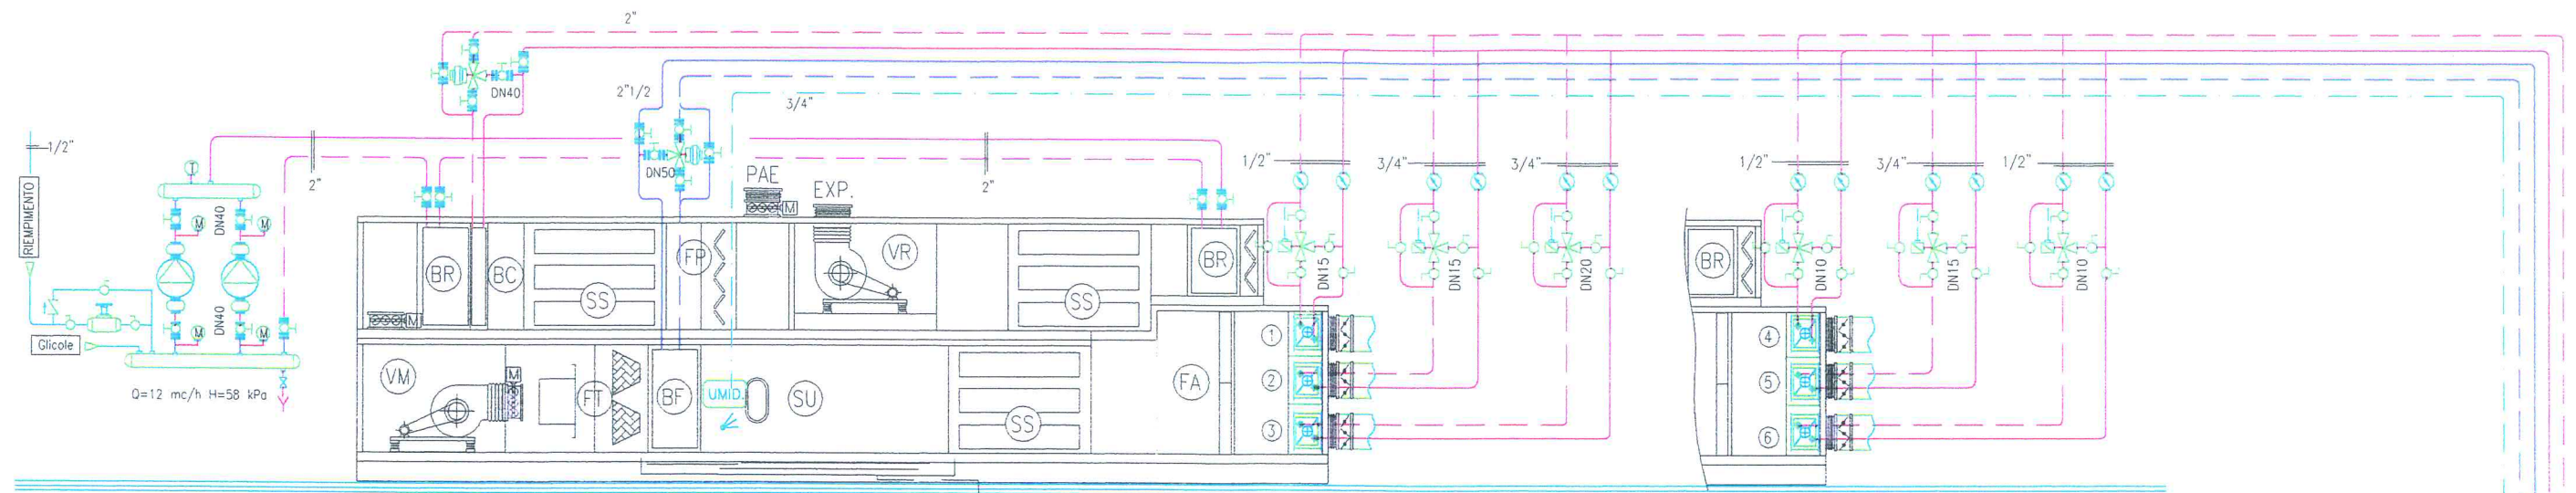 2"
DN40
2"1/2
3/4"
1/2"
2"
DN50
2"
PAE
EXP.
M
1/2"
3/4"
3/4"
1/2"
3/4"
1/2"
RIEMPIMENTO
T
DN40
M
M
BR
BC
SS
FP
VR
SS
BR
BR
DN15
DN15
DN20
DN10
DN15
DN10
M
DN40
M
M
Glicole
Q=12 mc/h H=58 kPa
VM
M
FT
BF
UMID.
SU
SS
FA
1
2
3
4
5
6